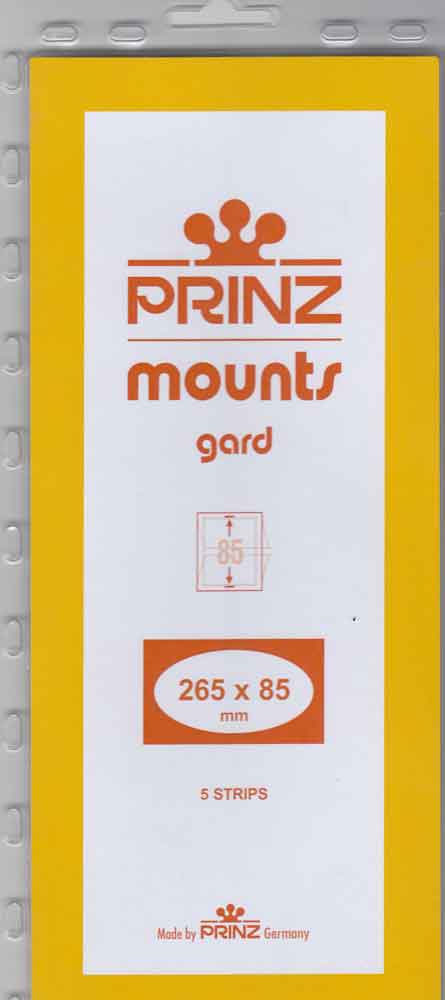 PRINZ
mounts
gard
85
265 x 85
mm
5 STRIPS
Made by PRINZ Germany